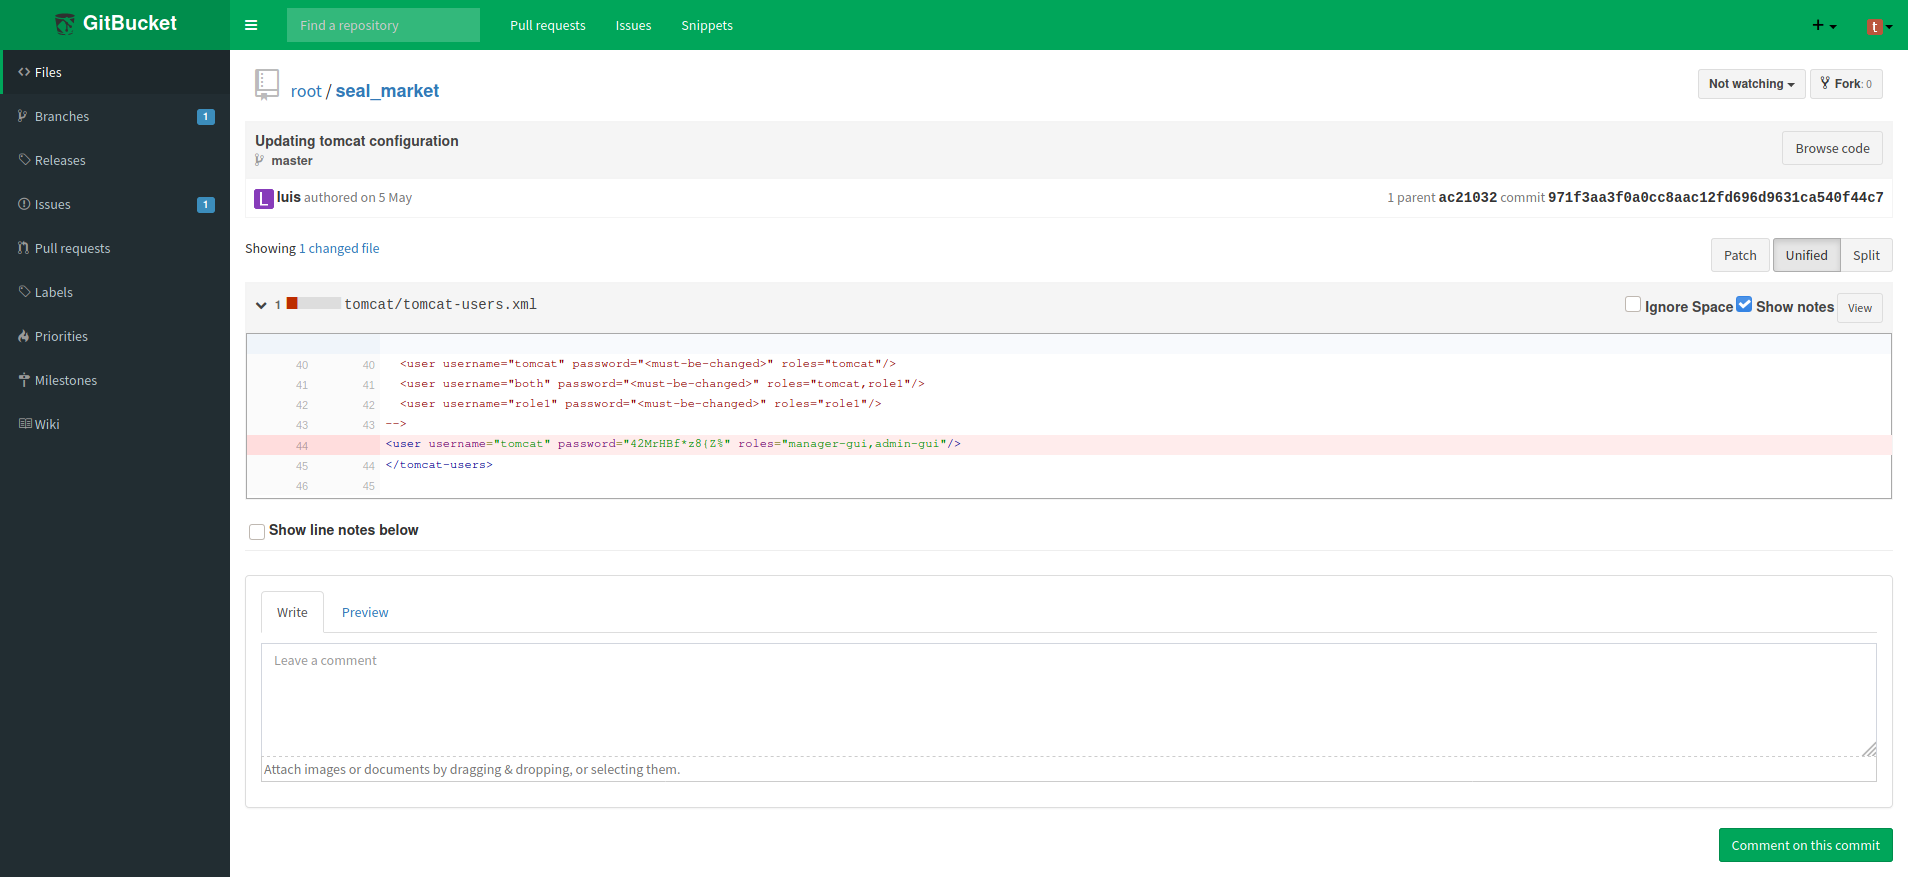 GitBucket
Find a repository
Pull requests
Issues
Snippets
+
t
Files
Branches 1
Releases
Issues 1
Pull requests
Labels
Priorities
Milestones
Wiki
root / seal_market
Not watching
Fork: 0
Updating tomcat configuration
master
Browse code
L luis authored on 5 May
1 parent ac21032 commit 971f3aa3f0a0cc8aac12fd696d9631ca540f44c7
Showing 1 changed file
Patch Unified Split
1 tomcat/tomcat-users.xml
Ignore Space Show notes View
40 40 <user username="tomcat" password="<must-be-changed>" roles="tomcat"/>
41 41 <user username="both" password="<must-be-changed>" roles="tomcat,role1"/>
42 42 <user username="role1" password="<must-be-changed>" roles="role1"/>
43 43 -->
44 <user username="tomcat" password="42MrHBf*z8{Z%" roles="manager-gui,admin-gui"/>
45 44 </tomcat-users>
46 45
Show line notes below
Write Preview
Leave a comment
Attach images or documents by dragging & dropping, or selecting them.
Comment on this commit